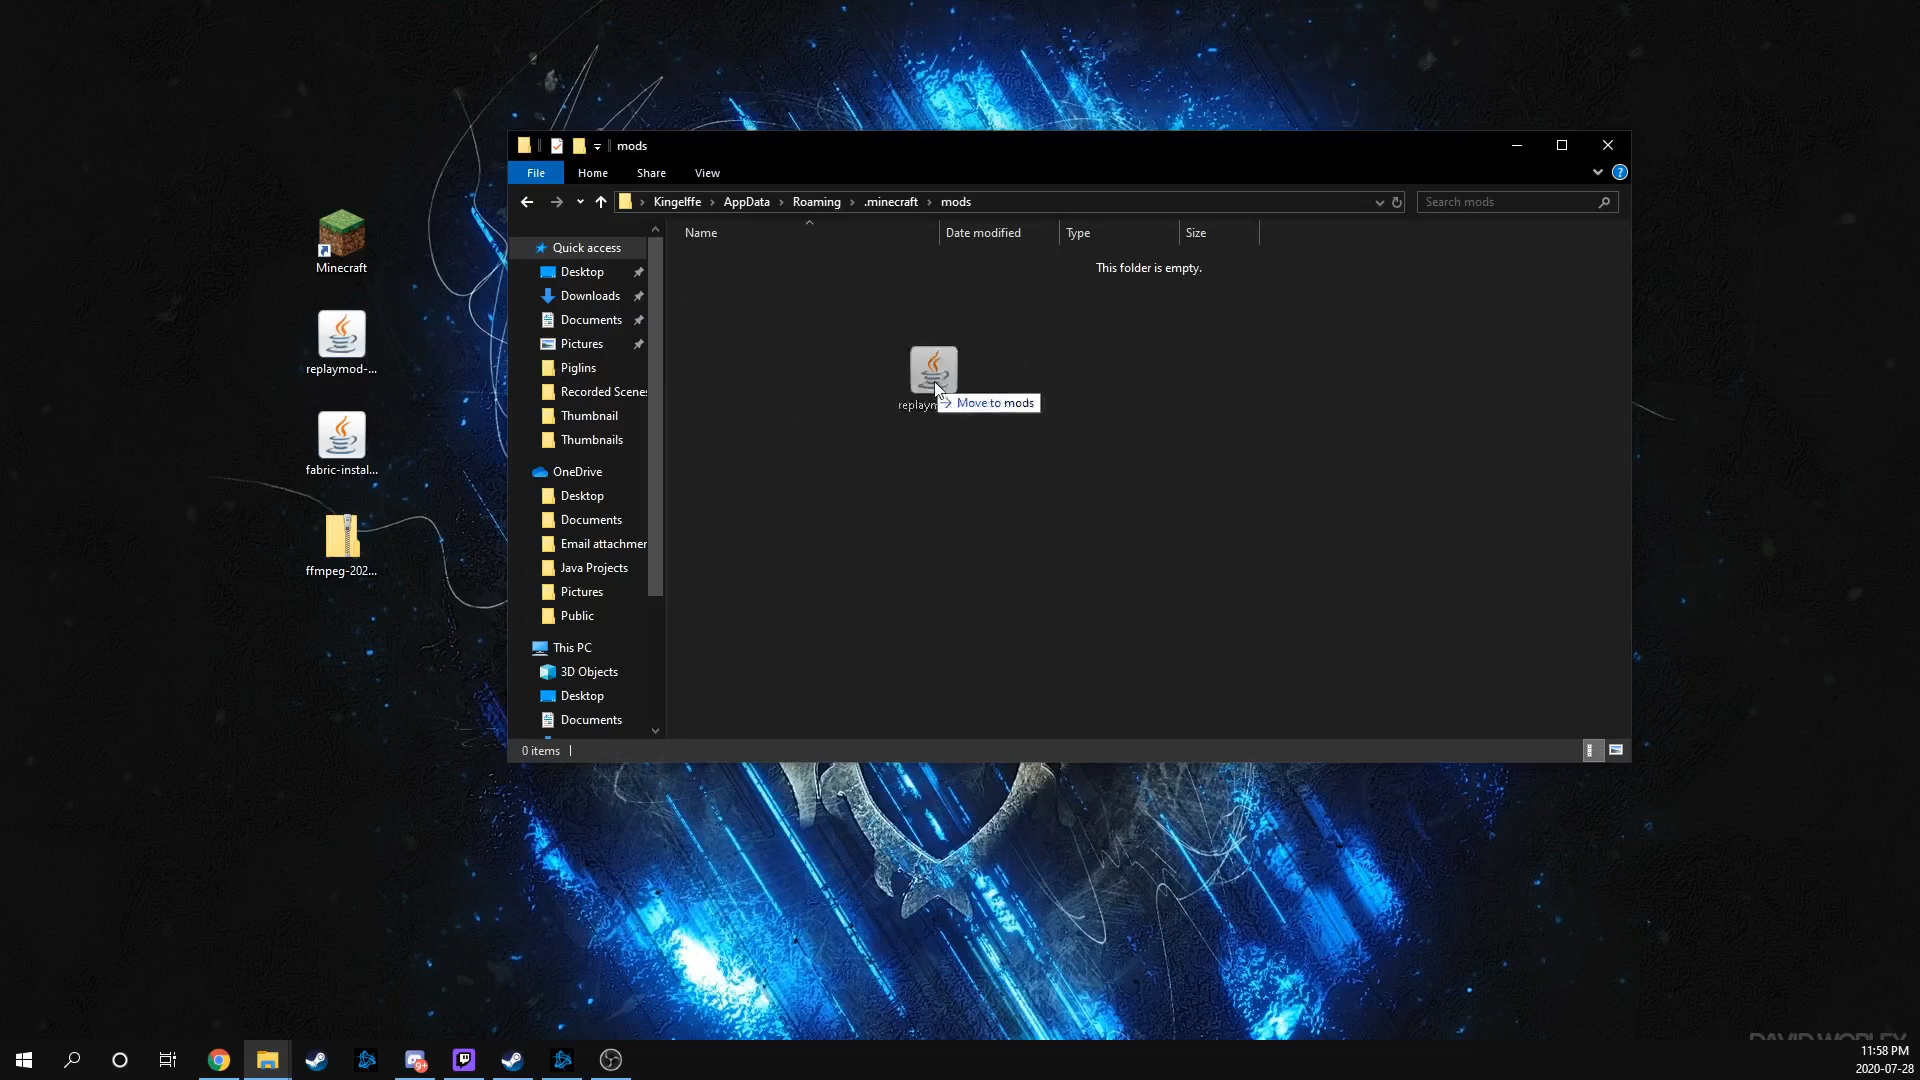 mods
File Home Share View
Kingelffe AppData Roaming .minecraft mods
Search mods
Name Date modified Type Size
This folder is empty.
Quick access
Desktop
Downloads
Documents
Pictures
Piglins
Recorded Scenes
Thumbnail
Thumbnails
OneDrive
Desktop
Documents
Email attachmen
Java Projects
Pictures
Public
This PC
3D Objects
Desktop
Documents
0 items
Move to mods
Minecraft
replaymod-...
fabric-instal...
ffmpeg-202...
9+
11:58 PM
2020-07-28